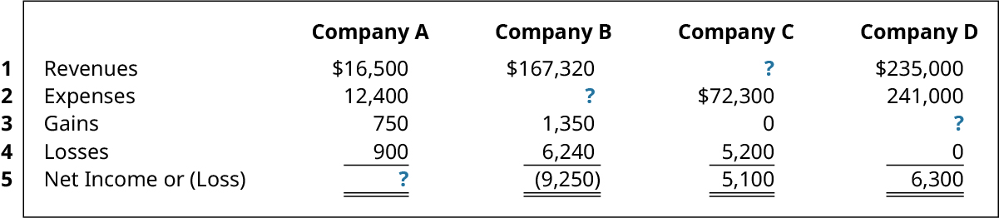 Company A Company B Company C Company D
1 Revenues $16,500 $167,320 ? $235,000
2 Expenses 12,400 ? $72,300 241,000
3 Gains 750 1,350 0 ?
4 Losses 900 6,240 5,200 0
5 Net Income or (Loss) ? (9,250) 5,100 6,300